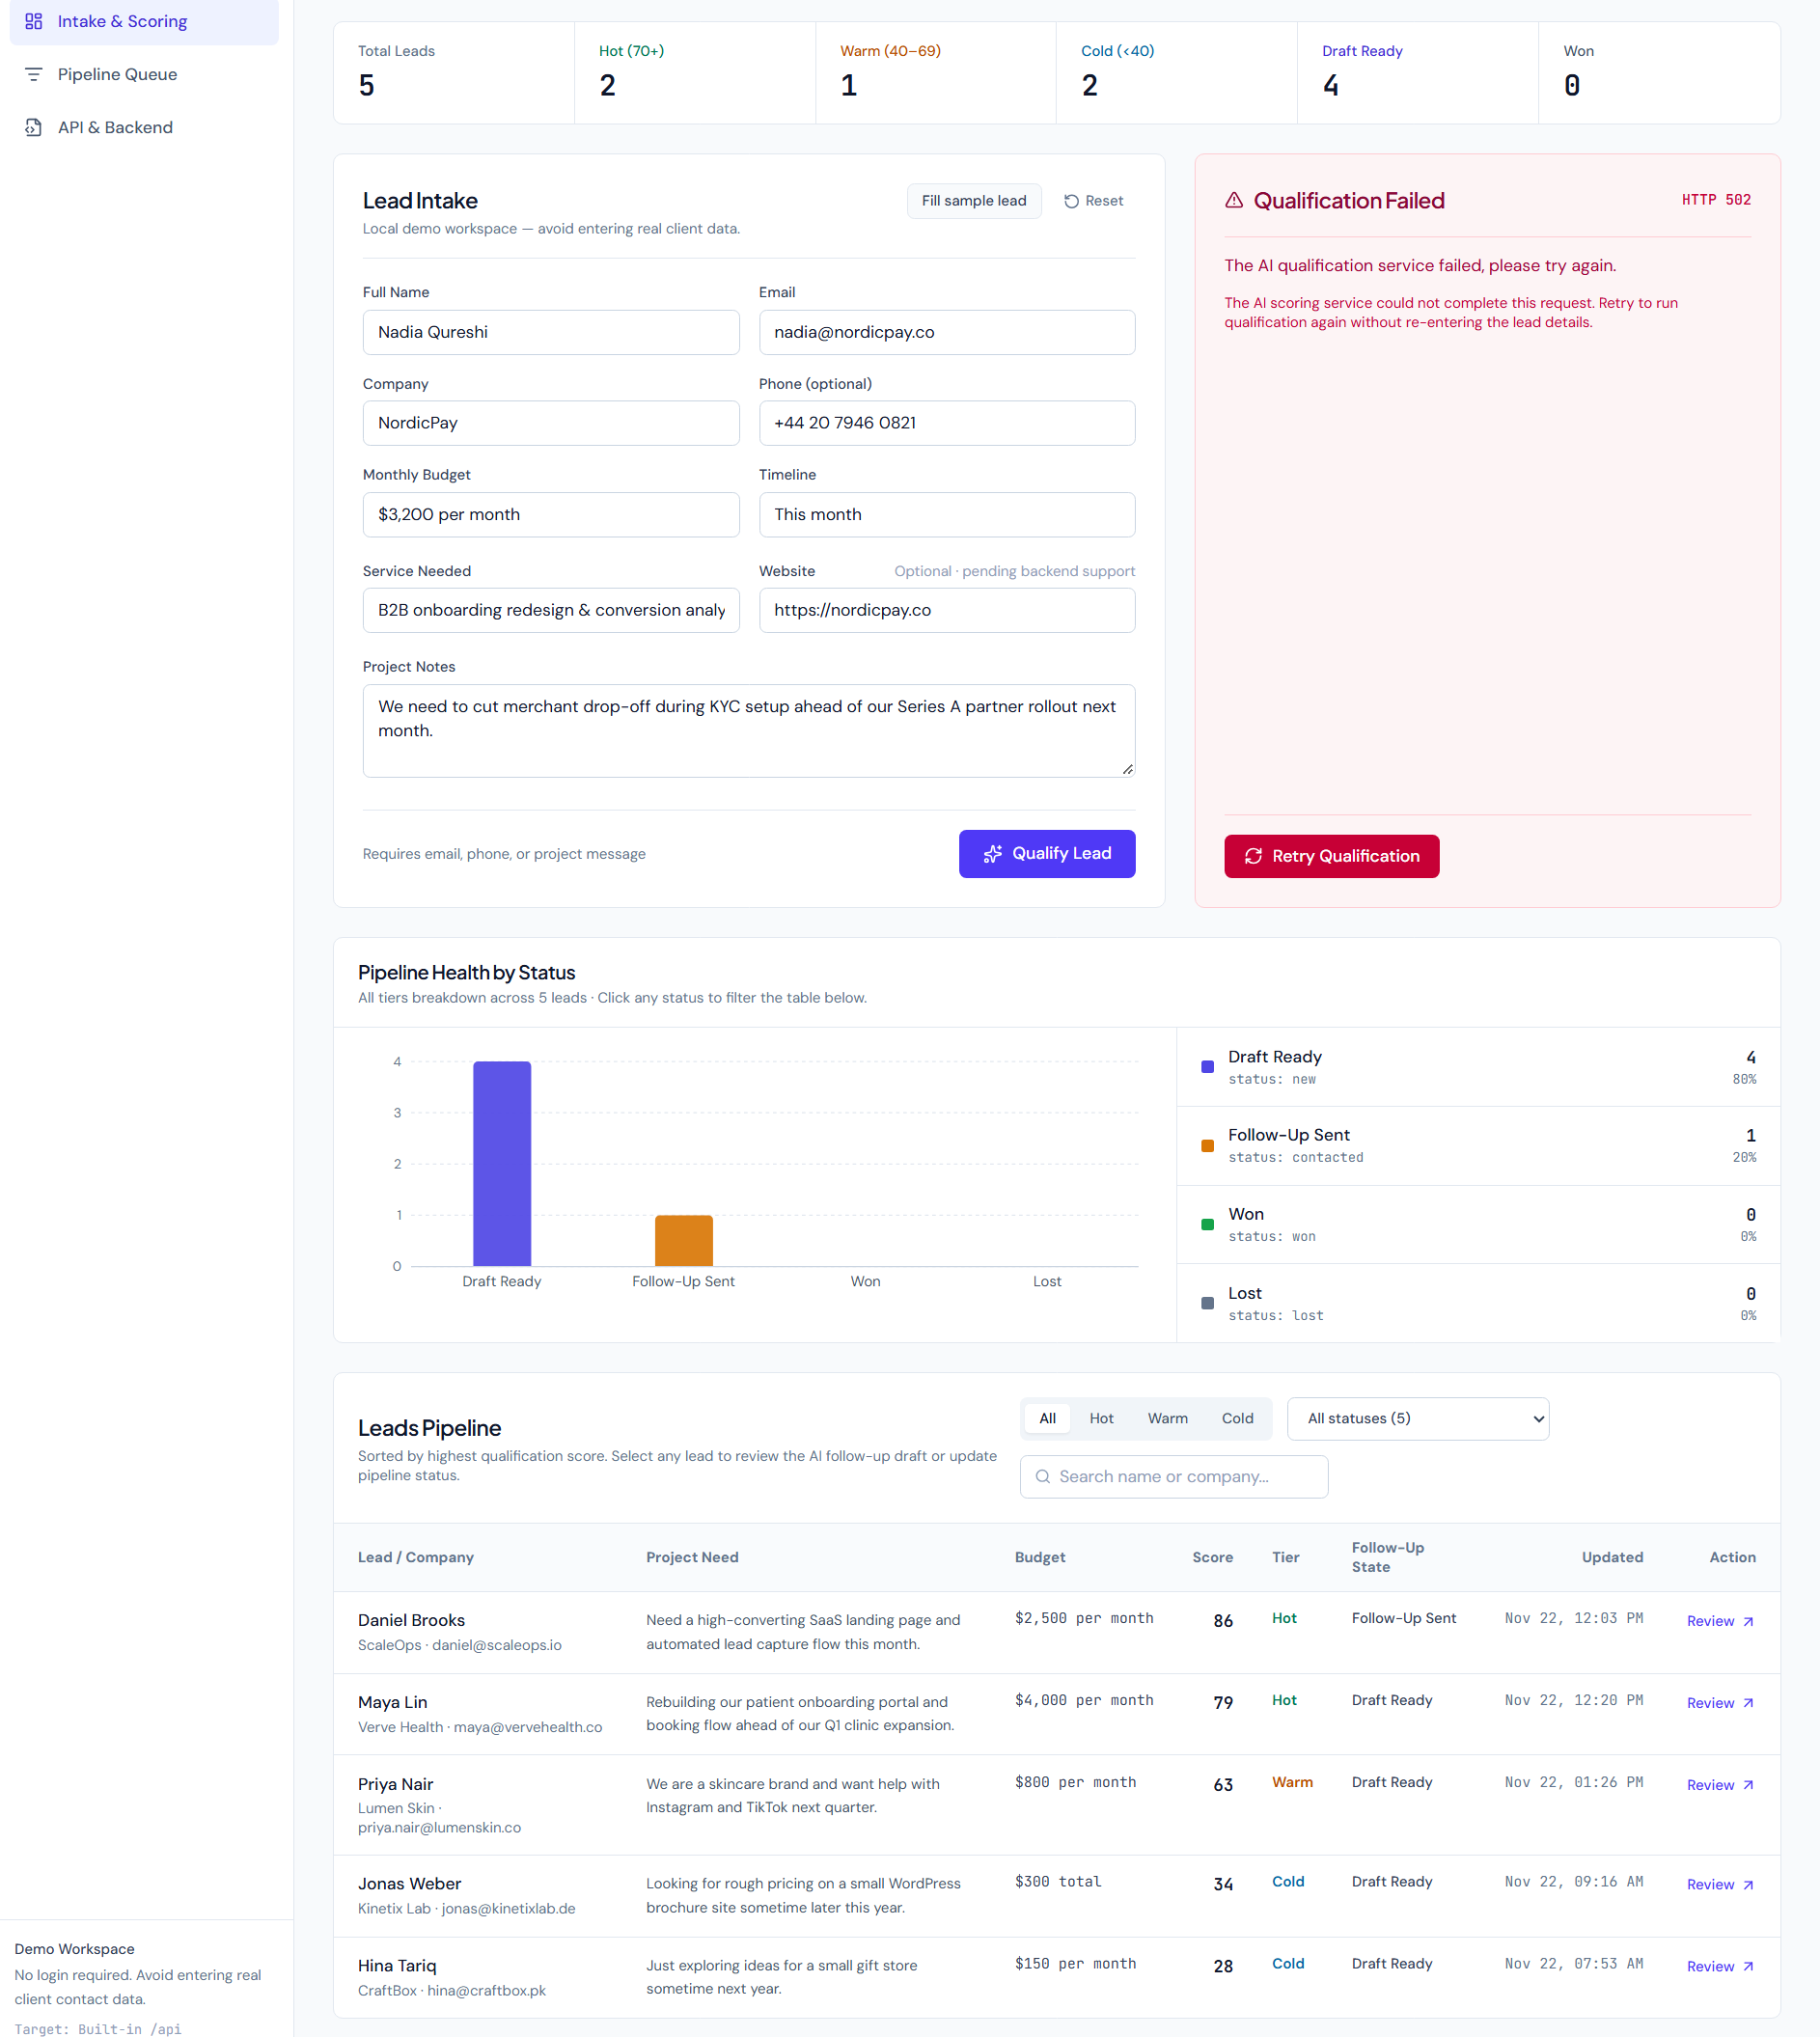 Intake & Scoring
Pipeline Queue
API & Backend
Total Leads
5
Hot (70+)
2
Warm (40–69)
1
Cold (<40)
2
Draft Ready
4
Won
0
Lead Intake
Local demo workspace — avoid entering real client data.
Fill sample lead
Reset
Full Name
Nadia Qureshi
Email
nadia@nordicpay.co
Company
NordicPay
Phone (optional)
+44 20 7946 0821
Monthly Budget
$3,200 per month
Timeline
This month
Service Needed
B2B onboarding redesign & conversion analy
Website
Optional · pending backend support
https://nordicpay.co
Project Notes
We need to cut merchant drop-off during KYC setup ahead of our Series A partner rollout next
month.
Requires email, phone, or project message
Qualify Lead
Qualification Failed
HTTP 502
The AI qualification service failed, please try again.
The AI scoring service could not complete this request. Retry to run
qualification again without re-entering the lead details.
Retry Qualification
Pipeline Health by Status
All tiers breakdown across 5 leads · Click any status to filter the table below.
4
3
2
1
0
Draft Ready
Follow-Up Sent
Won
Lost
Draft Ready
4
status: new
80%
Follow-Up Sent
1
status: contacted
20%
Won
0
status: won
0%
Lost
0
status: lost
0%
Leads Pipeline
Sorted by highest qualification score. Select any lead to review the AI follow-up draft or update
pipeline status.
All
Hot
Warm
Cold
All statuses (5)
Search name or company...
Lead / Company
Project Need
Budget
Score
Tier
Follow-Up
State
Updated
Action
Daniel Brooks
ScaleOps · daniel@scaleops.io
Need a high-converting SaaS landing page and
automated lead capture flow this month.
$2,500 per month
86
Hot
Follow-Up Sent
Nov 22, 12:03 PM
Review
Maya Lin
Verve Health · maya@vervehealth.co
Rebuilding our patient onboarding portal and
booking flow ahead of our Q1 clinic expansion.
$4,000 per month
79
Hot
Draft Ready
Nov 22, 12:20 PM
Review
Priya Nair
Lumen Skin ·
priya.nair@lumenskin.co
We are a skincare brand and want help with
Instagram and TikTok next quarter.
$800 per month
63
Warm
Draft Ready
Nov 22, 01:26 PM
Review
Jonas Weber
Kinetix Lab · jonas@kinetixlab.de
Looking for rough pricing on a small WordPress
brochure site sometime later this year.
$300 total
34
Cold
Draft Ready
Nov 22, 09:16 AM
Review
Hina Tariq
CraftBox · hina@craftbox.pk
Just exploring ideas for a small gift store
sometime next year.
$150 per month
28
Cold
Draft Ready
Nov 22, 07:53 AM
Review
Demo Workspace
No login required. Avoid entering real
client contact data.
Target: Built-in /api